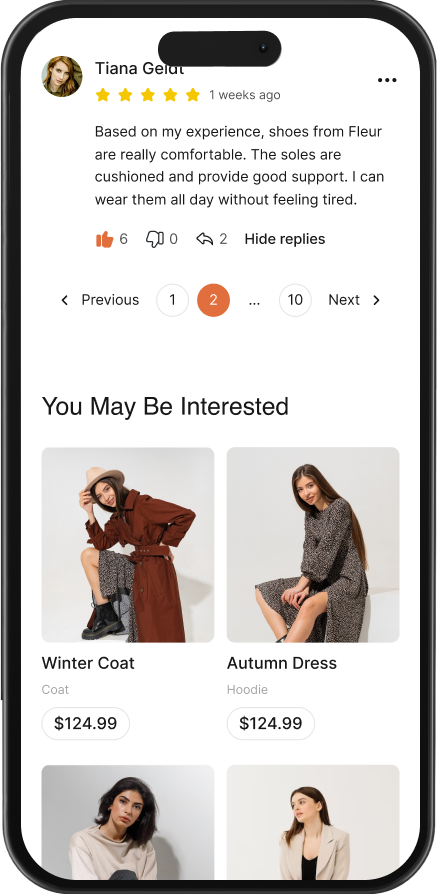 Tiana Geldt
1 weeks ago
Based on my experience, shoes from Fleur
are really comfortable. The soles are
cushioned and provide good support. I can
wear them all day without feeling tired.
6 0 2 Hide replies
Previous 1 2 ... 10 Next
You May Be Interested
Winter Coat
Coat
$124.99
Autumn Dress
Hoodie
$124.99